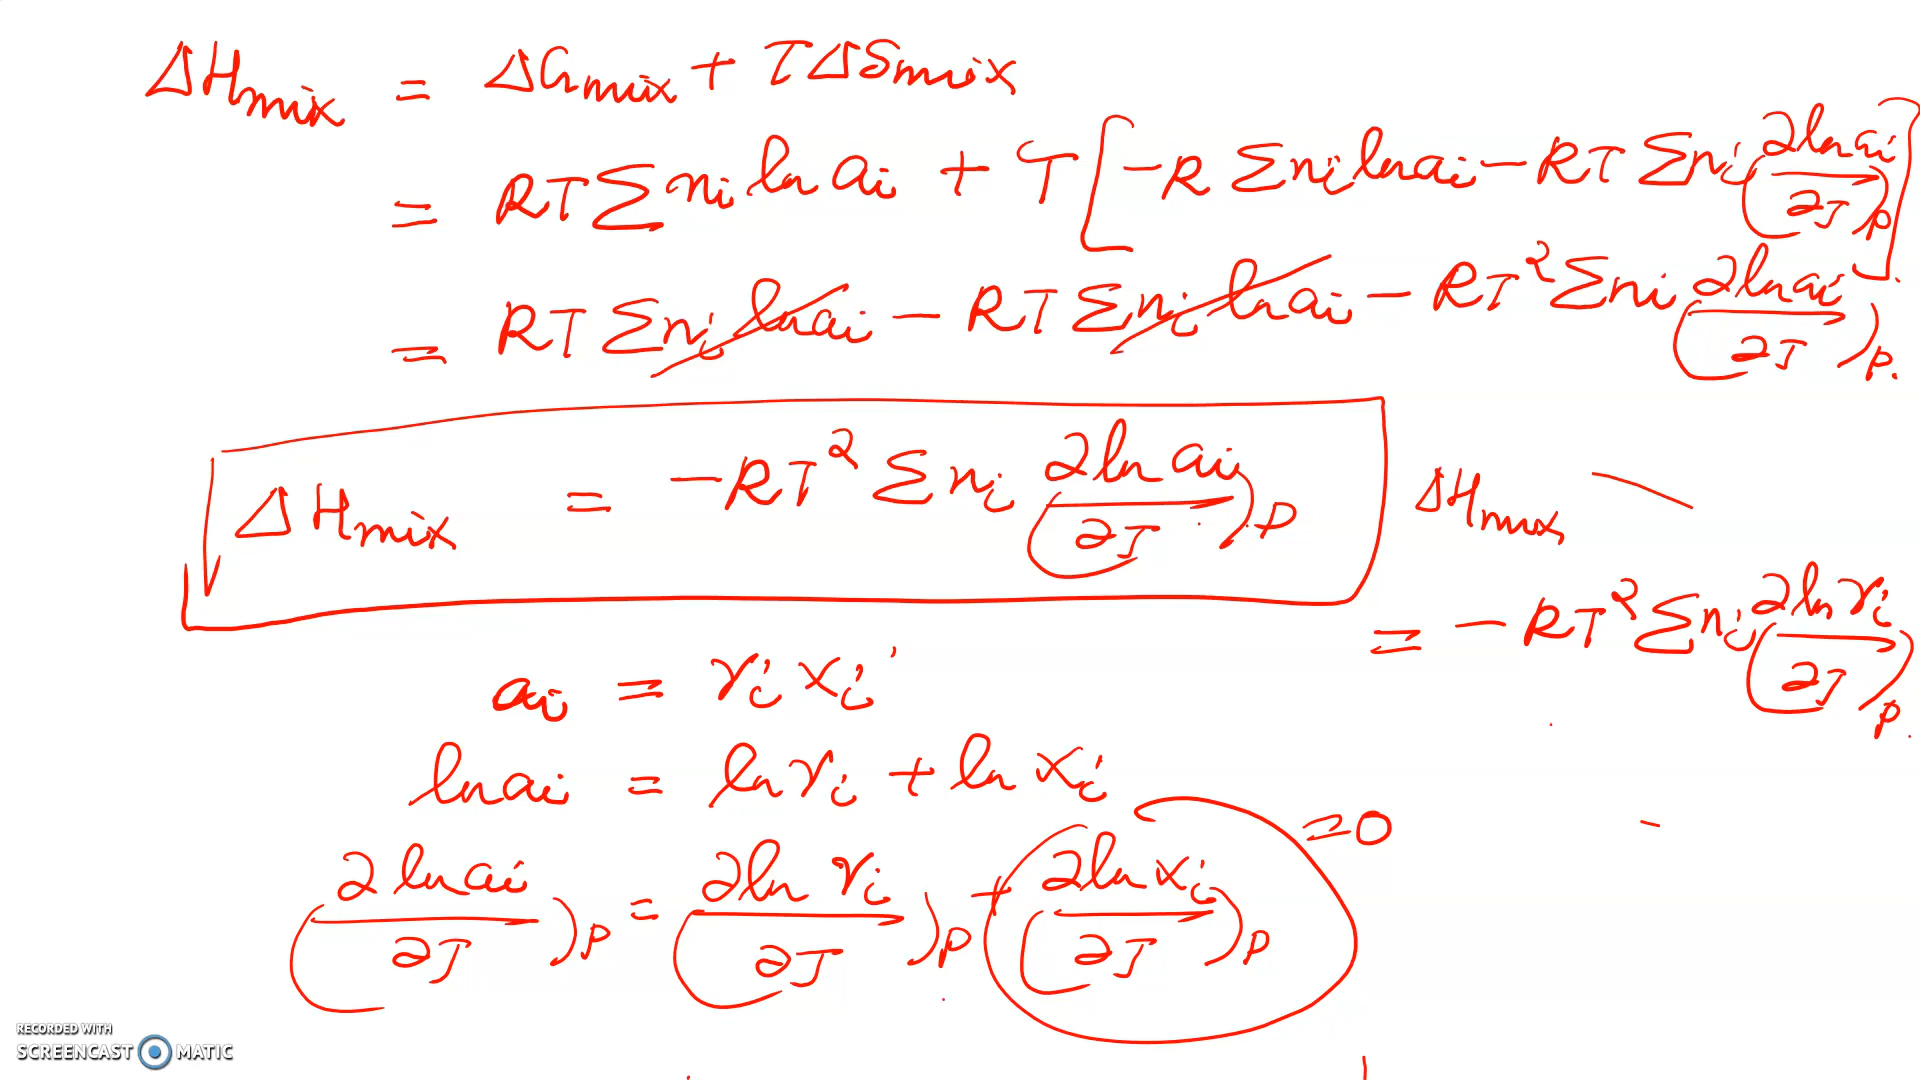 ΔHmix = ΔGmix + TΔSmix
= RT Σ ni ln ai + T [ -R Σ ni ln ai - RT Σ ni (∂ ln ai / ∂T)P ]
= RT Σ ni ln ai - RT Σ ni ln ai - RT² Σ ni (∂ ln ai / ∂T)P.
ΔHmix = -RT² Σ ni (∂ ln ai / ∂T)P
ΔHmix
= -RT² Σ ni (∂ ln γi / ∂T)P.
ai = γi xi
ln ai = ln γi + ln xi
(∂ ln ai / ∂T)P = (∂ ln γi / ∂T)P + (∂ ln xi / ∂T)P = 0
RECORDED WITH
SCREENCAST MATIC